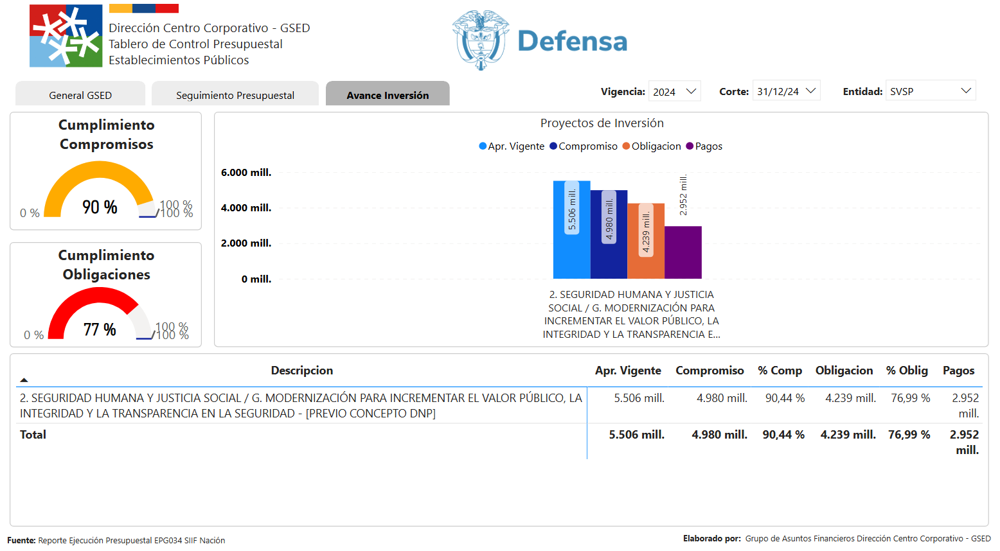 Dirección Centro Corporativo - GSED
Tablero de Control Presupuestal
Establecimientos Públicos
Defensa
General GSED
Seguimiento Presupuestal
Avance Inversión
Vigencia: 2024
Corte: 31/12/24
Entidad: SVSP
Cumplimiento
Compromisos
90 %
0 %
100 %
100 %
Cumplimiento
Obligaciones
77 %
0 %
100 %
100 %
Proyectos de Inversión
Apr. Vigente Compromiso Obligacion Pagos
6.000 mill.
4.000 mill.
2.000 mill.
0 mill.
5.506 mill.
4.980 mill.
4.239 mill.
2.952 mill.
2. SEGURIDAD HUMANA Y JUSTICIA
SOCIAL / G. MODERNIZACIÓN PARA
INCREMENTAR EL VALOR PÚBLICO, LA
INTEGRIDAD Y LA TRANSPARENCIA E...
Descripcion Apr. Vigente Compromiso % Comp Obligacion % Oblig Pagos
2. SEGURIDAD HUMANA Y JUSTICIA SOCIAL / G. MODERNIZACIÓN PARA INCREMENTAR EL VALOR PÚBLICO, LA 5.506 mill. 4.980 mill. 90,44 % 4.239 mill. 76,99 % 2.952
INTEGRIDAD Y LA TRANSPARENCIA EN LA SEGURIDAD - [PREVIO CONCEPTO DNP] mill.
Total 5.506 mill. 4.980 mill. 90,44 % 4.239 mill. 76,99 % 2.952
mill.
Fuente: Reporte Ejecución Presupuestal EPG034 SIIF Nación
Elaborado por: Grupo de Asuntos Financieros Dirección Centro Corporativo - GSED